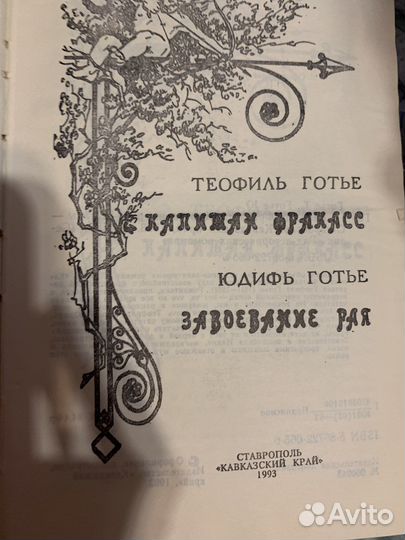 ТЕОФИЛЬ ГОТЬЕ
КАПИТАН ФРАКАСС
ЮДИФЬ ГОТЬЕ
ЗАВОЕВАНИЕ РАЯ
СТАВРОПОЛЬ
«КАВКАЗСКИЙ КРАЙ»
1993
Avito